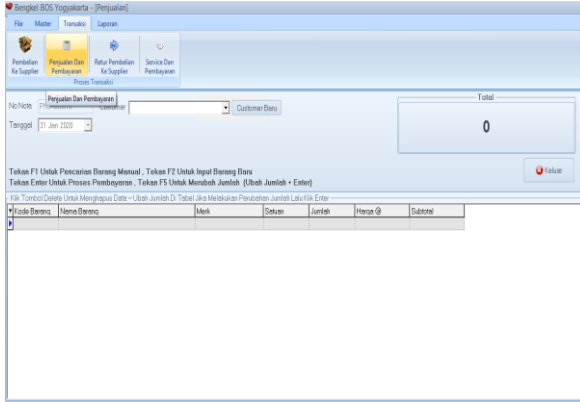 Bengkel BOS Yogyakarta - [Penjualan]
File Master Transaksi Laporan
Pembelian Ke Supplier
Penjualan Dan Pembayaran
Retur Pembelian Ke Supplier
Service Dan Pembayaran
Proses Transaksi
Penjualan Dan Pembayaran
No Nota Customer Customer Baru
Tanggal 31 Jan 2020
Total
0
Keluar
Tekan F1 Untuk Pencarian Barang Manual , Tekan F2 Untuk Input Barang Baru
Tekan Enter Untuk Proses Pembayaran , Tekan F5 Untuk Merubah Jumlah (Ubah Jumlah + Enter)
Klik Tombol Delete Untuk Menghapus Data - Ubah Jumlah Di Tabel Jika Melakukan Perubahan Jumlah Lalu Klik Enter
Kode Barang Nama Barang Merk Satuan Jumlah Harga @ Subtotal